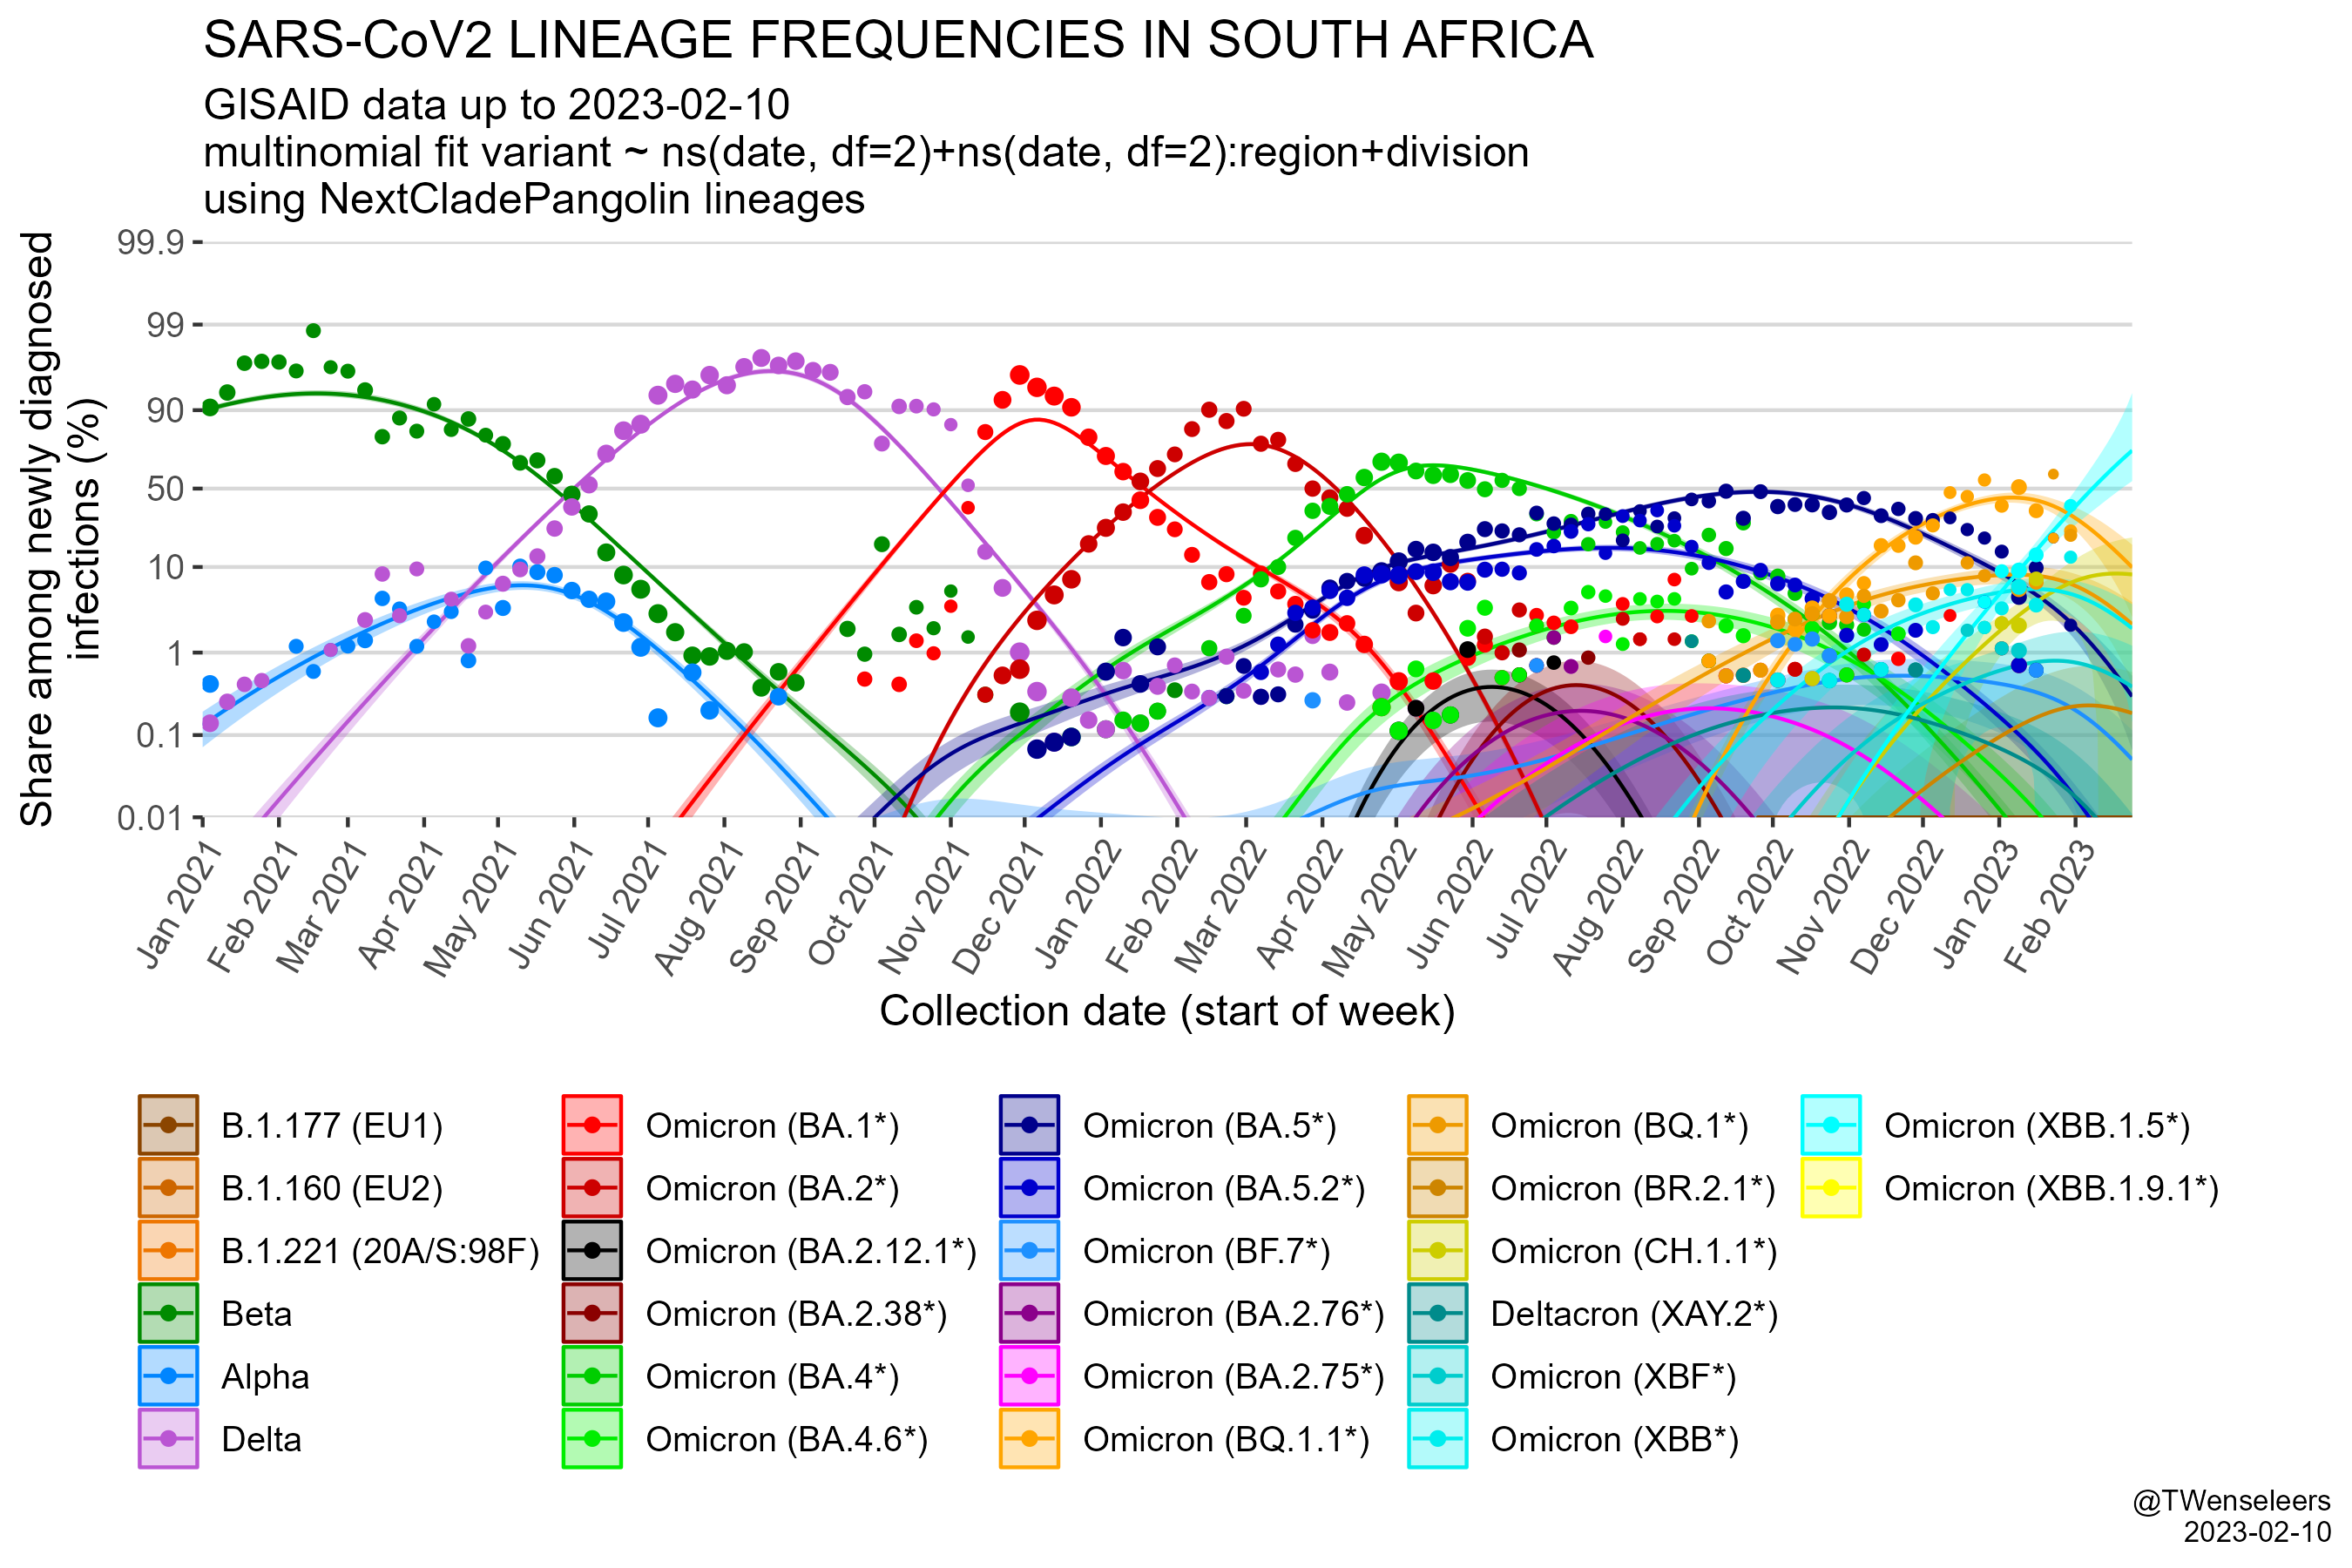 SARS-CoV2 LINEAGE FREQUENCIES IN SOUTH AFRICA
GISAID data up to 2023-02-10
multinomial fit variant ~ ns(date, df=2)+ns(date, df=2):region+division
using NextCladePangolin lineages
Share among newly diagnosed
infections (%)
99.9
99
90
50
10
1
0.1
0.01
Jan 2021
Feb 2021
Mar 2021
Apr 2021
May 2021
Jun 2021
Jul 2021
Aug 2021
Sep 2021
Oct 2021
Nov 2021
Dec 2021
Jan 2022
Feb 2022
Mar 2022
Apr 2022
May 2022
Jun 2022
Jul 2022
Aug 2022
Sep 2022
Oct 2022
Nov 2022
Dec 2022
Jan 2023
Feb 2023
Collection date (start of week)
B.1.177 (EU1)
B.1.160 (EU2)
B.1.221 (20A/S:98F)
Beta
Alpha
Delta
Omicron (BA.1*)
Omicron (BA.2*)
Omicron (BA.2.12.1*)
Omicron (BA.2.38*)
Omicron (BA.4*)
Omicron (BA.4.6*)
Omicron (BA.5*)
Omicron (BA.5.2*)
Omicron (BF.7*)
Omicron (BA.2.76*)
Omicron (BA.2.75*)
Omicron (BQ.1.1*)
Omicron (BQ.1*)
Omicron (BR.2.1*)
Omicron (CH.1.1*)
Deltacron (XAY.2*)
Omicron (XBF*)
Omicron (XBB*)
Omicron (XBB.1.5*)
Omicron (XBB.1.9.1*)
@TWenseleers
2023-02-10